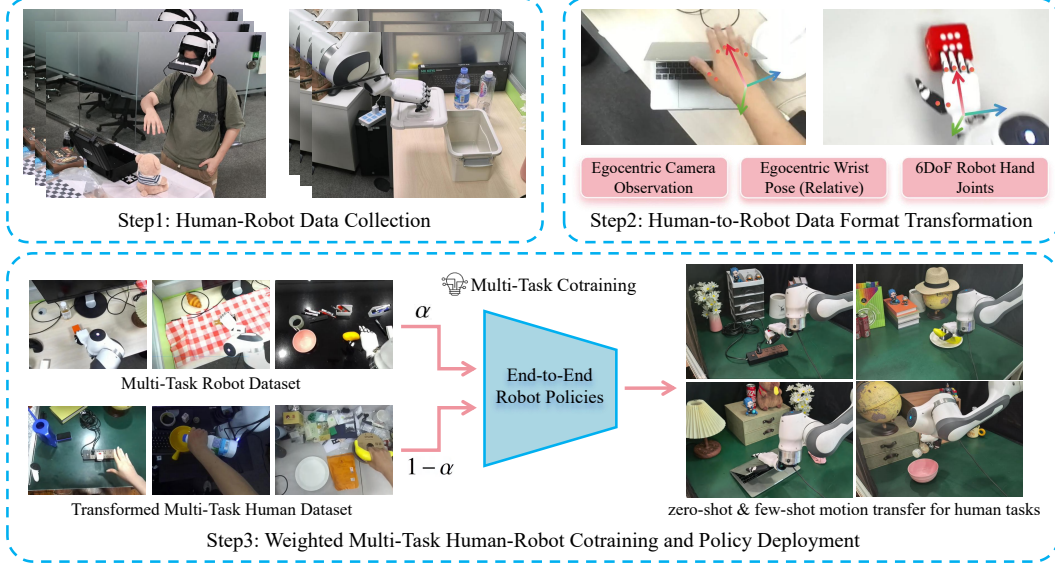 Egocentric Camera
Observation
Egocentric Wrist
Pose (Relative)
6DoF Robot Hand
Joints
Step1: Human-Robot Data Collection
Step2: Human-to-Robot Data Format Transformation
Multi-Task Cotraining
α
End-to-End
Robot Policies
Multi-Task Robot Dataset
1−α
Transformed Multi-Task Human Dataset
zero-shot & few-shot motion transfer for human tasks
Step3: Weighted Multi-Task Human-Robot Cotraining and Policy Deployment